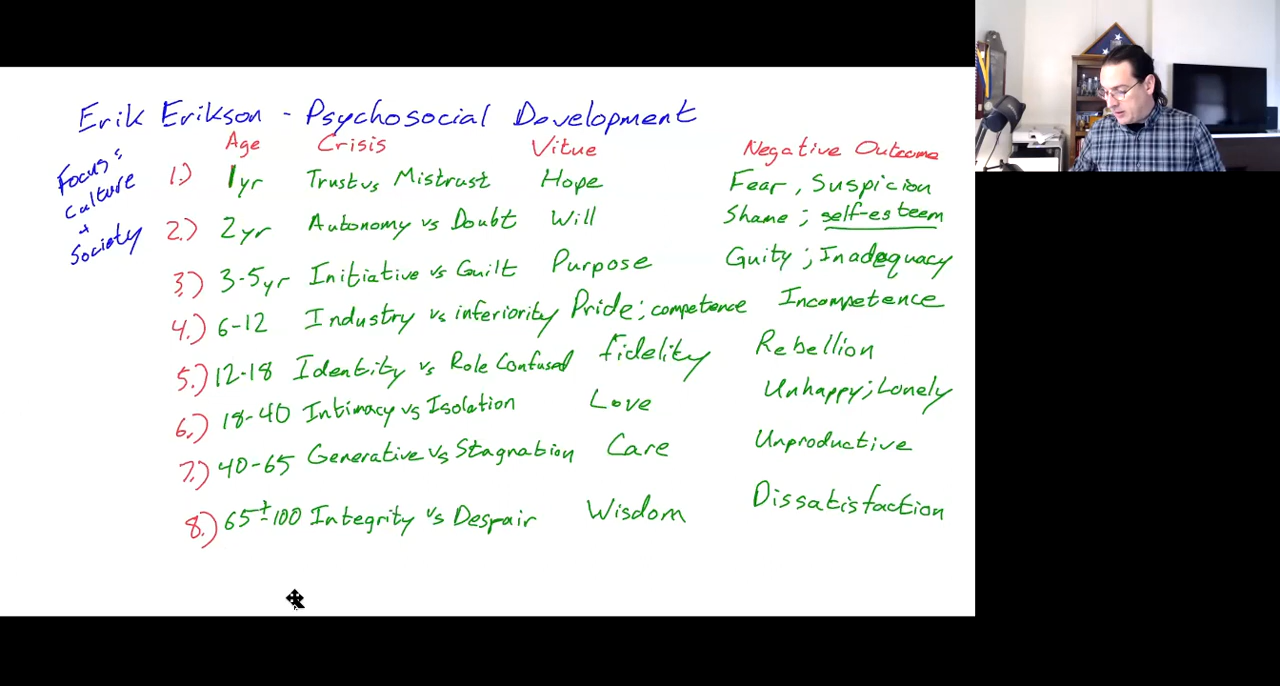 Erik Erikson - Psychosocial Development
Focus:
Culture
+
Society
Age Crisis Vitue Negative Outcome
1.) 1yr Trust vs Mistrust Hope Fear, Suspicion
2.) 2yr Autonomy vs Doubt Will Shame; self-esteem
3.) 3-5yr Initiative vs Guilt Purpose Guity; Inadequacy
4.) 6-12 Industry vs inferiority Pride; competence Incompetence
5.) 12-18 Identity vs Role Confused fidelity Rebellion
6.) 18-40 Intimacy vs Isolation Love Unhappy; Lonely
7.) 40-65 Generative vs Stagnation Care Unproductive
8.) 65+-100 Integrity vs Despair Wisdom Dissatisfaction